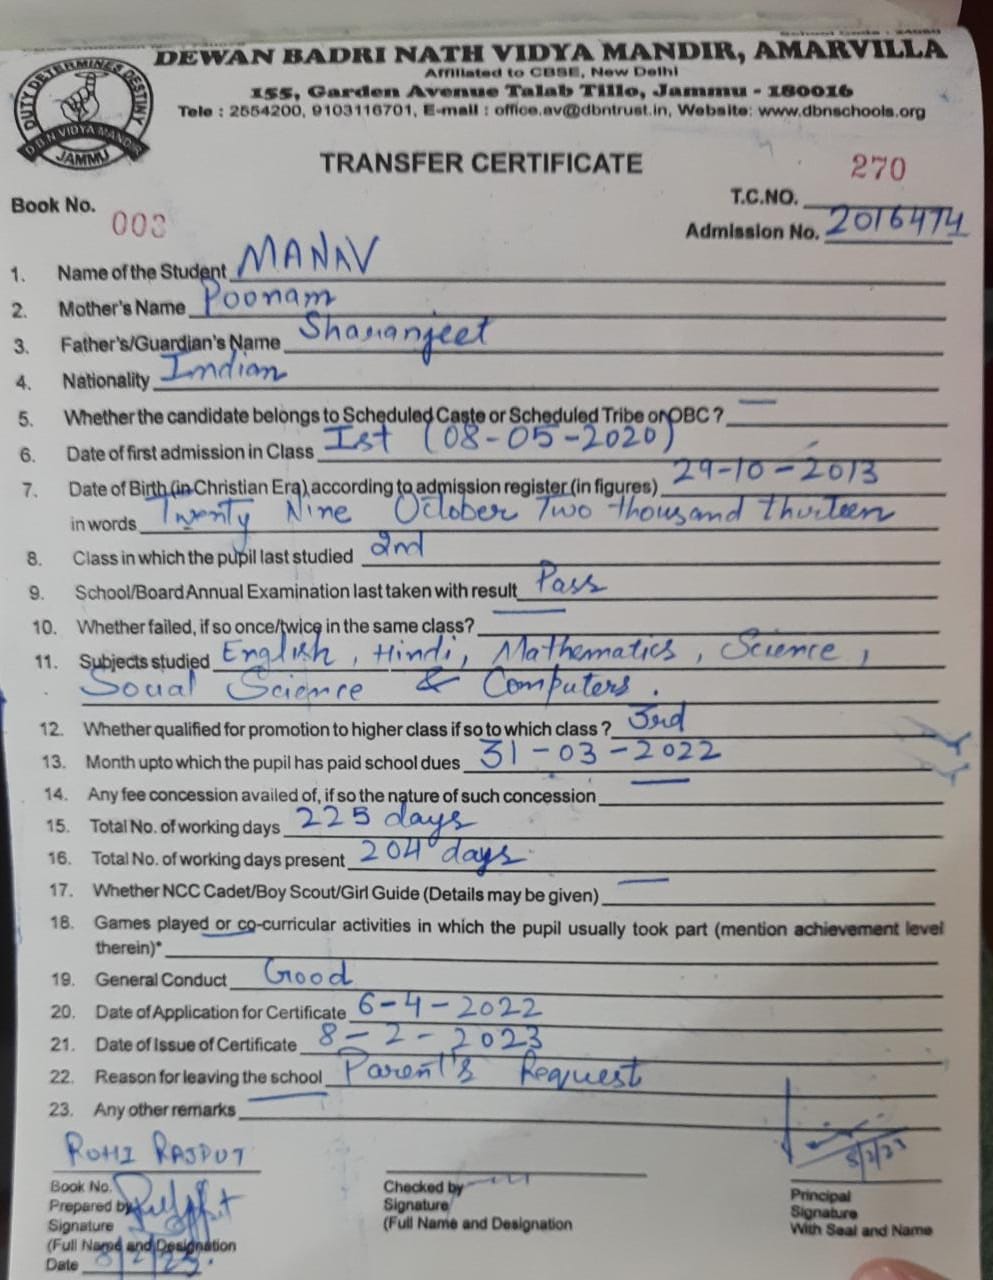 DUTY DETERMINES DESTINY
D.B.N VIDYA MANDIR
JAMMU
DEWAN BADRI NATH VIDYA MANDIR, AMARVILLA
Affiliated to CBSE, New Delhi
155, Garden Avenue Talab Tillo, Jammu - 180016
Tele : 2554200, 9103116701, E-mail : office.av@dbntrust.in, Website: www.dbnschools.org
TRANSFER CERTIFICATE
270
T.C.NO.
Book No. 003
Admission No. 2016474
1. Name of the Student MANAV
2. Mother's Name Poonam
3. Father's/Guardian's Name Sharanjeet
4. Nationality Indian
5. Whether the candidate belongs to Scheduled Caste or Scheduled Tribe or OBC ? —
6. Date of first admission in Class Ist (08-05-2020)
7. Date of Birth (in Christian Era) according to admission register (in figures) 29-10-2013
in words Twenty Nine October Two thousand thirteen
8. Class in which the pupil last studied 2nd
9. School/Board Annual Examination last taken with result Pass
10. Whether failed, if so once/twice in the same class? —
11. Subjects studied English, Hindi, Mathematics, Science,
Social Science & Computers.
12. Whether qualified for promotion to higher class if so to which class ? 3rd
13. Month upto which the pupil has paid school dues 31-03-2022
14. Any fee concession availed of, if so the nature of such concession —
15. Total No. of working days 225 days
16. Total No. of working days present 204 days
17. Whether NCC Cadet/Boy Scout/Girl Guide (Details may be given) —
18. Games played or co-curricular activities in which the pupil usually took part (mention achievement level
therein)*
19. General Conduct Good
20. Date of Application for Certificate 6-4-2022
21. Date of Issue of Certificate 8-2-2023
22. Reason for leaving the school Parent's Request
23. Any other remarks —
ROHI RAJPUT
8/2/23
Book No.
Prepared by
Signature
(Full Name and Designation
Date 8/2/23.
Checked by
Signature
(Full Name and Designation
Principal
Signature
With Seal and Name